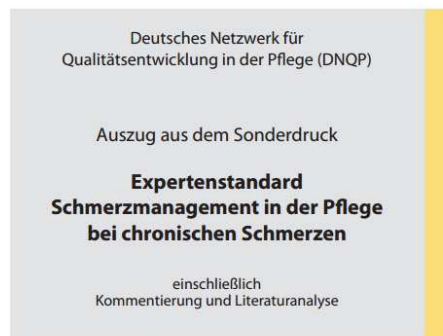 Deutsches Netzwerk für
Qualitätsentwicklung in der Pflege (DNQP)
Auszug aus dem Sonderdruck
Expertenstandard
Schmerzmanagement in der Pflege
bei chronischen Schmerzen
einschließlich
Kommentierung und Literaturanalyse